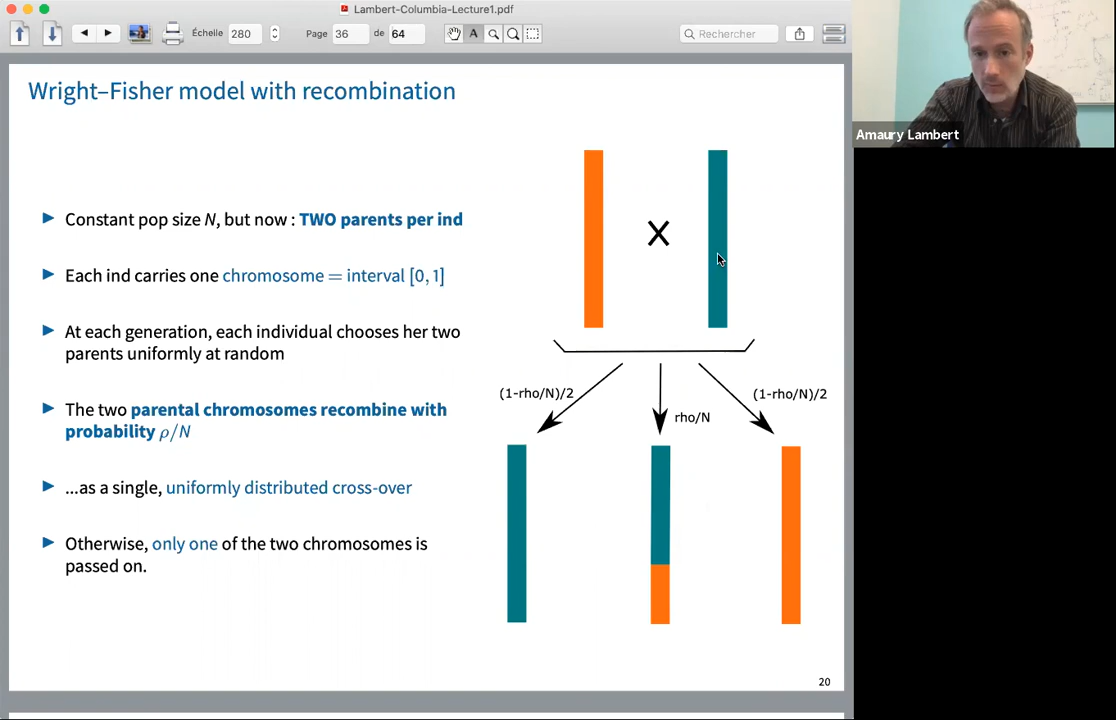 Lambert-Columbia-Lecture1.pdf
Échelle 280 Page 36 de 64 Rechercher
Wright–Fisher model with recombination
Amaury Lambert
▶ Constant pop size N, but now : TWO parents per ind
▶ Each ind carries one chromosome = interval [0, 1]
▶ At each generation, each individual chooses her two
parents uniformly at random
▶ The two parental chromosomes recombine with
probability ρ/N
▶ ...as a single, uniformly distributed cross-over
▶ Otherwise, only one of the two chromosomes is
passed on.
X
(1-rho/N)/2
rho/N
(1-rho/N)/2
20